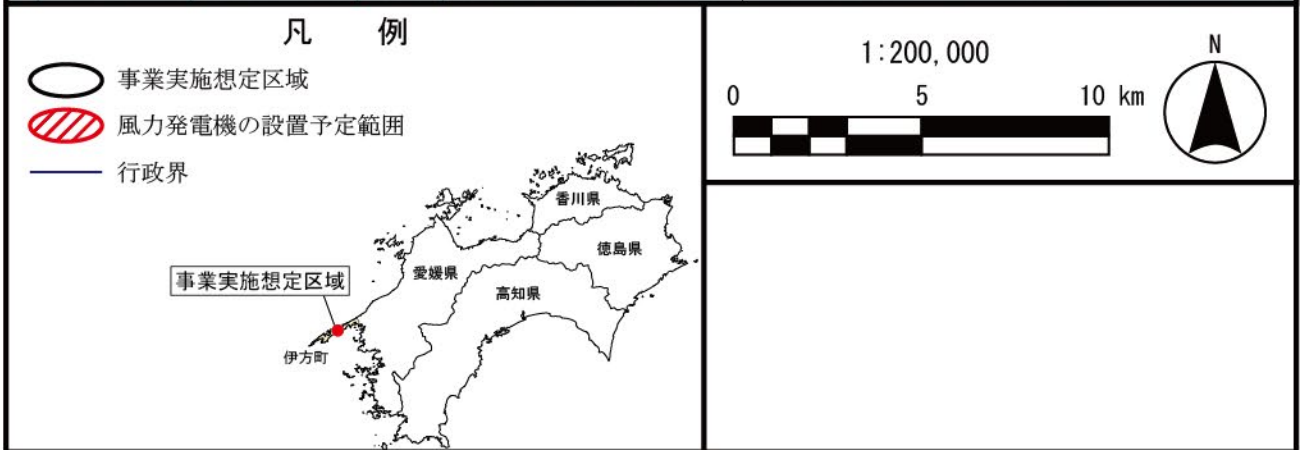 凡 例
事業実施想定区域
風力発電機の設置予定範囲
行政界
香川県
徳島県
愛媛県
高知県
事業実施想定区域
伊方町
1:200,000
0 5 10 km
N